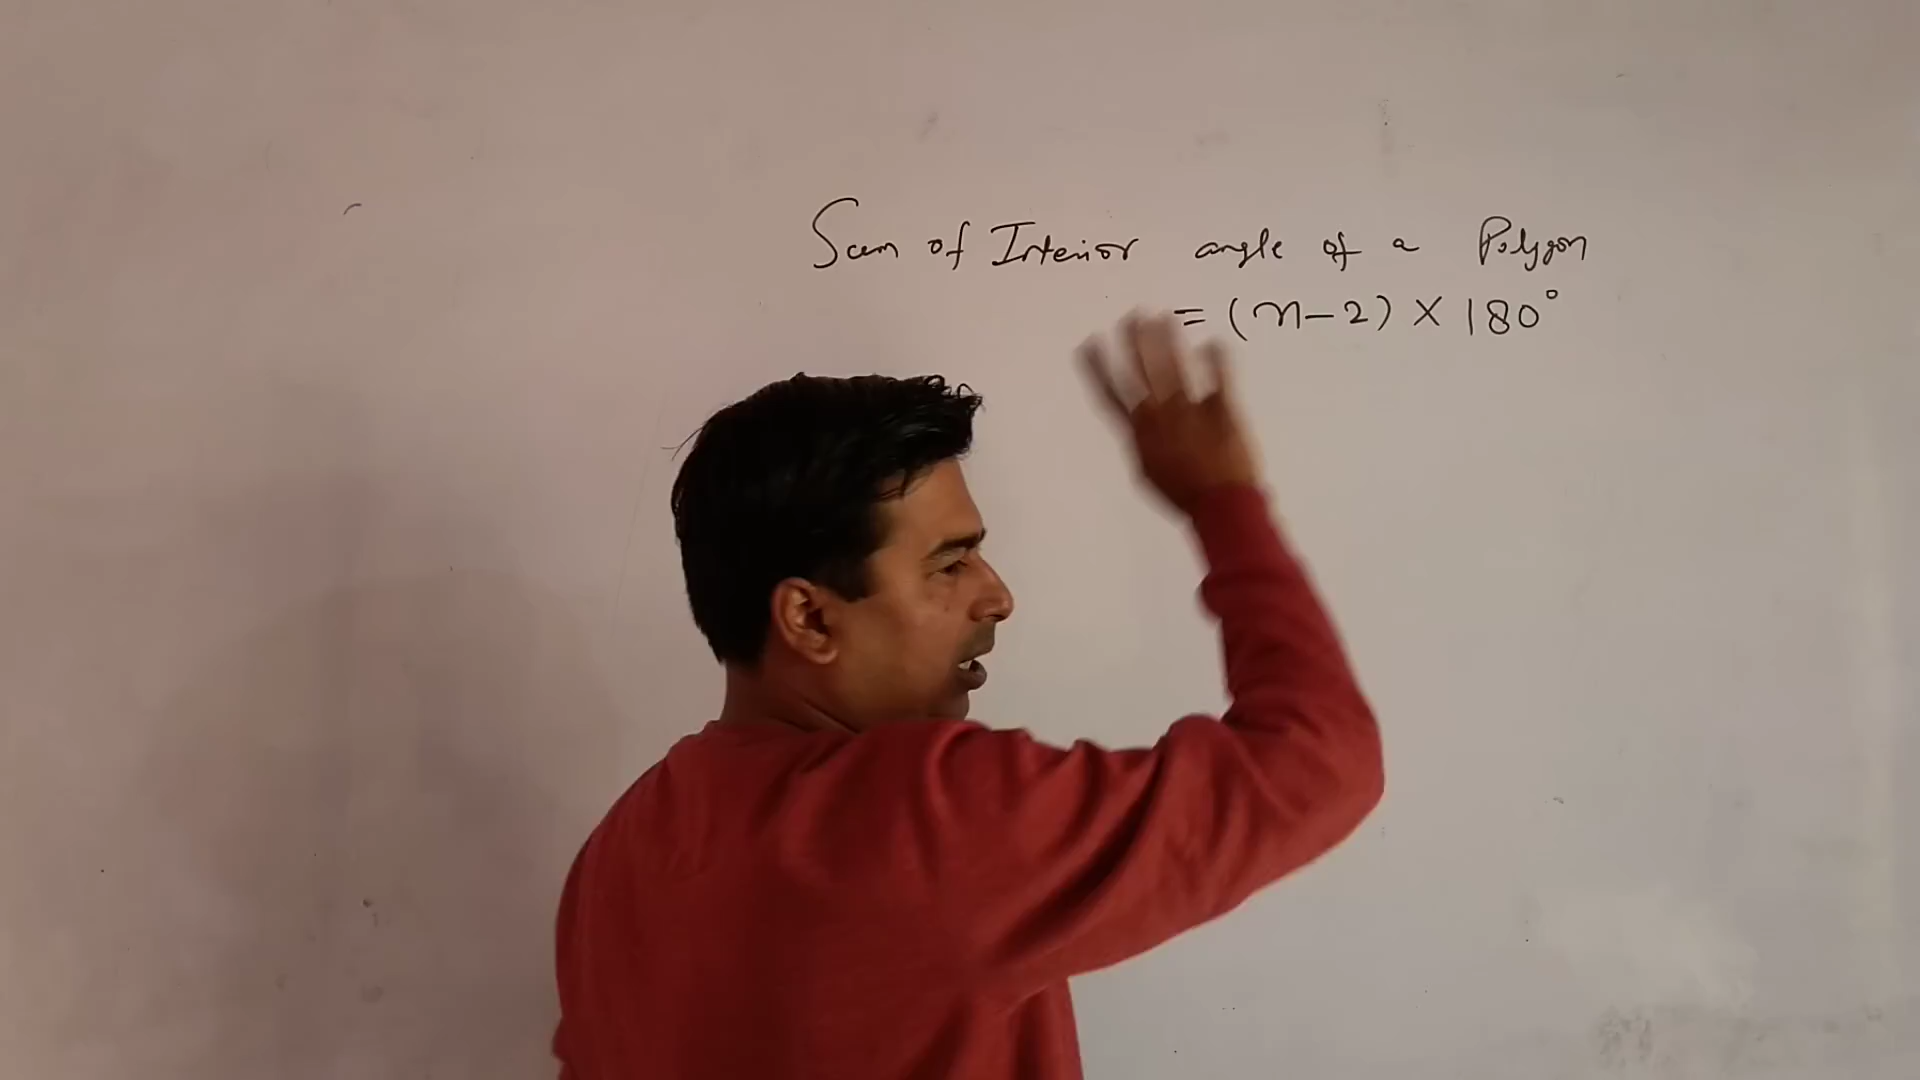 Sum of Interior angle of a Polygon
= (n-2) × 180°